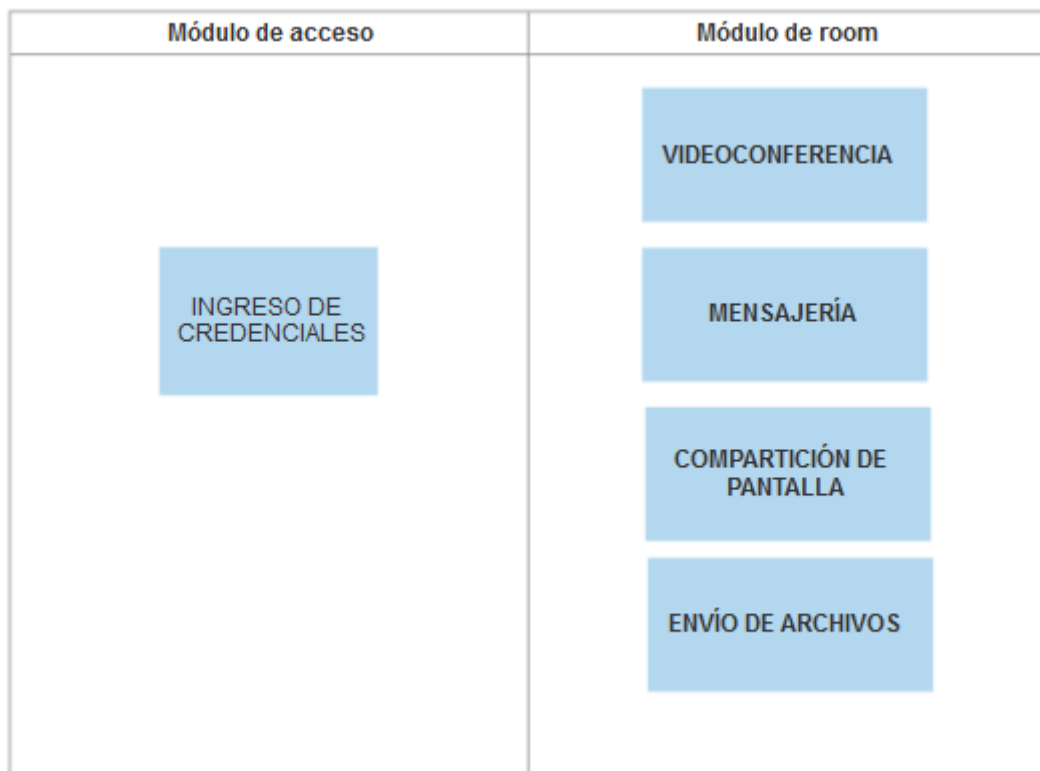 Módulo de acceso
Módulo de room
INGRESO DE
CREDENCIALES
VIDEOCONFERENCIA
MENSAJERÍA
COMPARTICIÓN DE
PANTALLA
ENVÍO DE ARCHIVOS